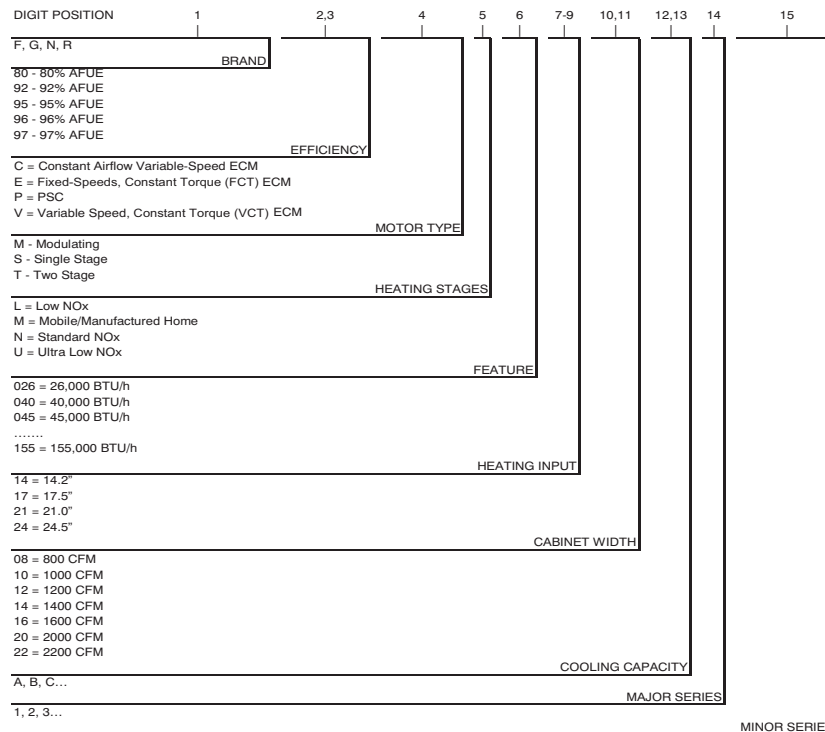 DIGIT POSITION 1 2,3 4 5 6 7-9 10,11 12,13 14 15
F, G, N, R
BRAND
80 - 80% AFUE
92 - 92% AFUE
95 - 95% AFUE
96 - 96% AFUE
97 - 97% AFUE
EFFICIENCY
C = Constant Airflow Variable-Speed ECM
E = Fixed-Speeds, Constant Torque (FCT) ECM
P = PSC
V = Variable Speed, Constant Torque (VCT) ECM
MOTOR TYPE
M - Modulating
S - Single Stage
T - Two Stage
HEATING STAGES
L = Low NOx
M = Mobile/Manufactured Home
N = Standard NOx
U = Ultra Low NOx
FEATURE
026 = 26,000 BTU/h
040 = 40,000 BTU/h
045 = 45,000 BTU/h
.......
155 = 155,000 BTU/h
HEATING INPUT
14 = 14.2”
17 = 17.5”
21 = 21.0”
24 = 24.5”
CABINET WIDTH
08 = 800 CFM
10 = 1000 CFM
12 = 1200 CFM
14 = 1400 CFM
16 = 1600 CFM
20 = 2000 CFM
22 = 2200 CFM
COOLING CAPACITY
A, B, C...
MAJOR SERIES
1, 2, 3...
MINOR SERIE